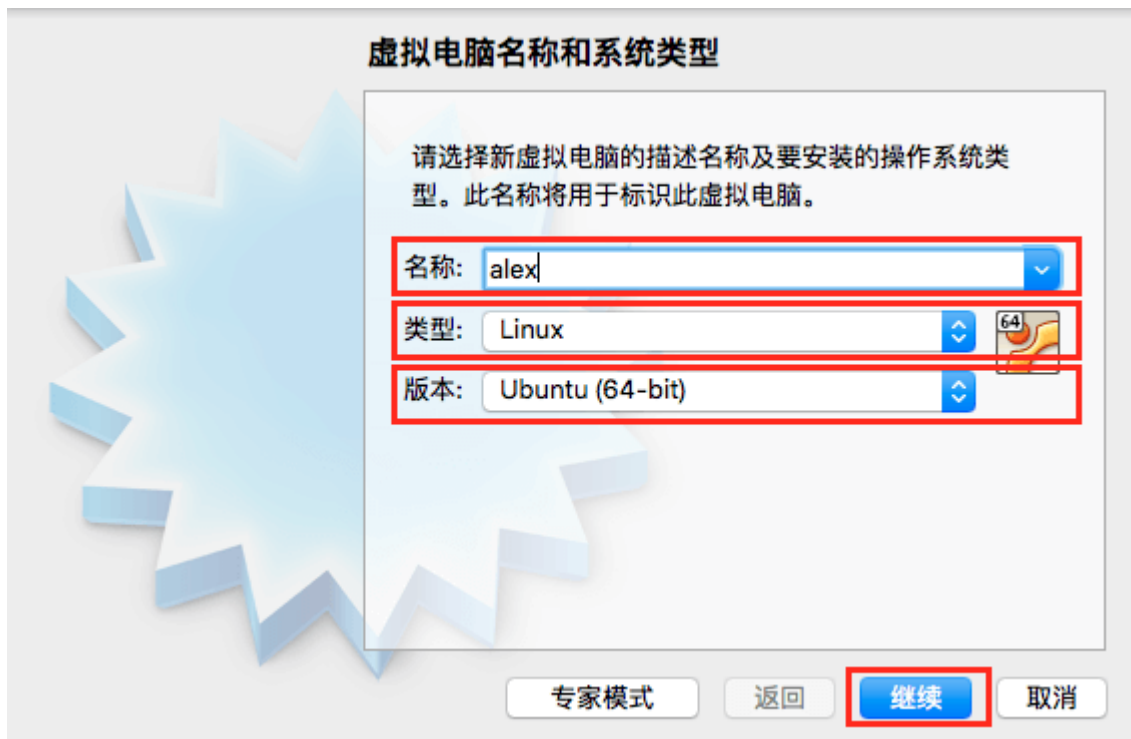 虚拟电脑名称和系统类型
请选择新虚拟电脑的描述名称及要安装的操作系统类
型。此名称将用于标识此虚拟电脑。
名称: alex
类型: Linux
64
版本: Ubuntu (64-bit)
专家模式 返回 继续 取消